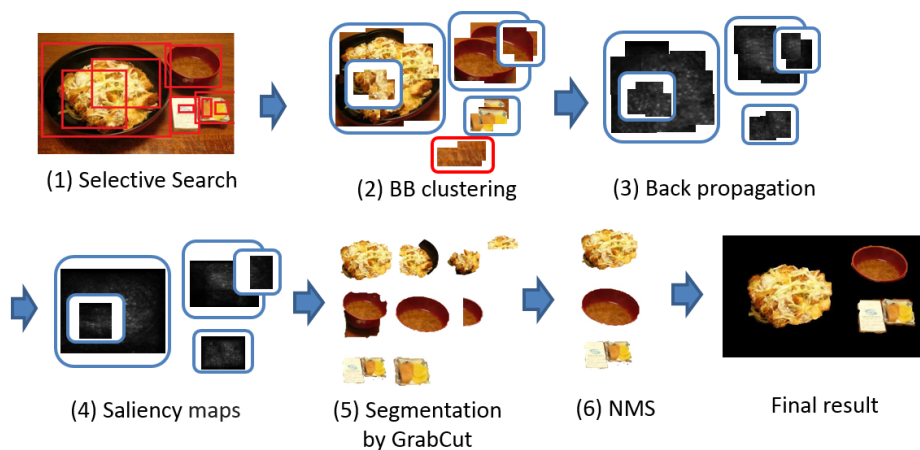 (1) Selective Search
(2) BB clustering
(3) Back propagation
(4) Saliency maps
(5) Segmentation
by GrabCut
(6) NMS
Final result